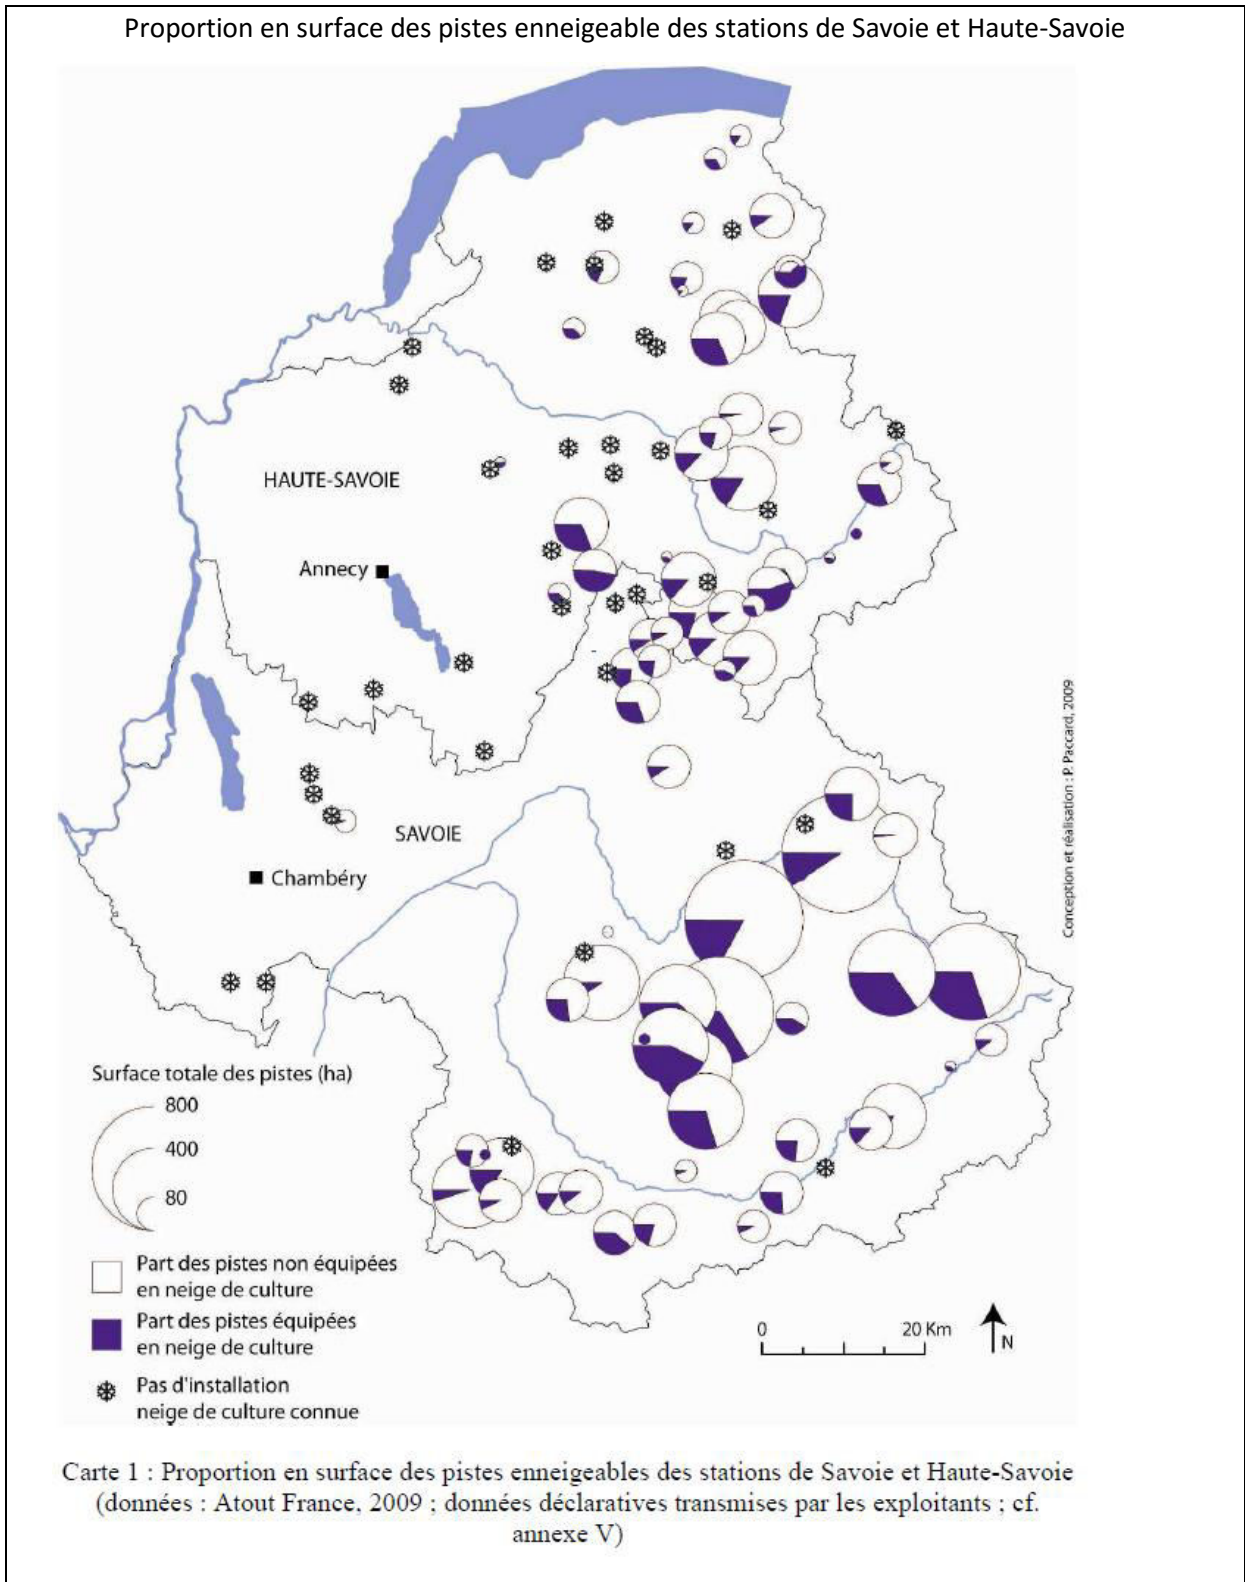 Proportion en surface des pistes enneigeable des stations de Savoie et Haute-Savoie
HAUTE-SAVOIE
Annecy
SAVOIE
Chambéry
Conception et réalisation : P. Paccard, 2009
Surface totale des pistes (ha)
800
400
80
Part des pistes non équipées
en neige de culture
Part des pistes équipées
en neige de culture
Pas d'installation
neige de culture connue
0 20 Km
N
Carte 1 : Proportion en surface des pistes enneigeables des stations de Savoie et Haute-Savoie
(données : Atout France, 2009 ; données déclaratives transmises par les exploitants ; cf.
annexe V)